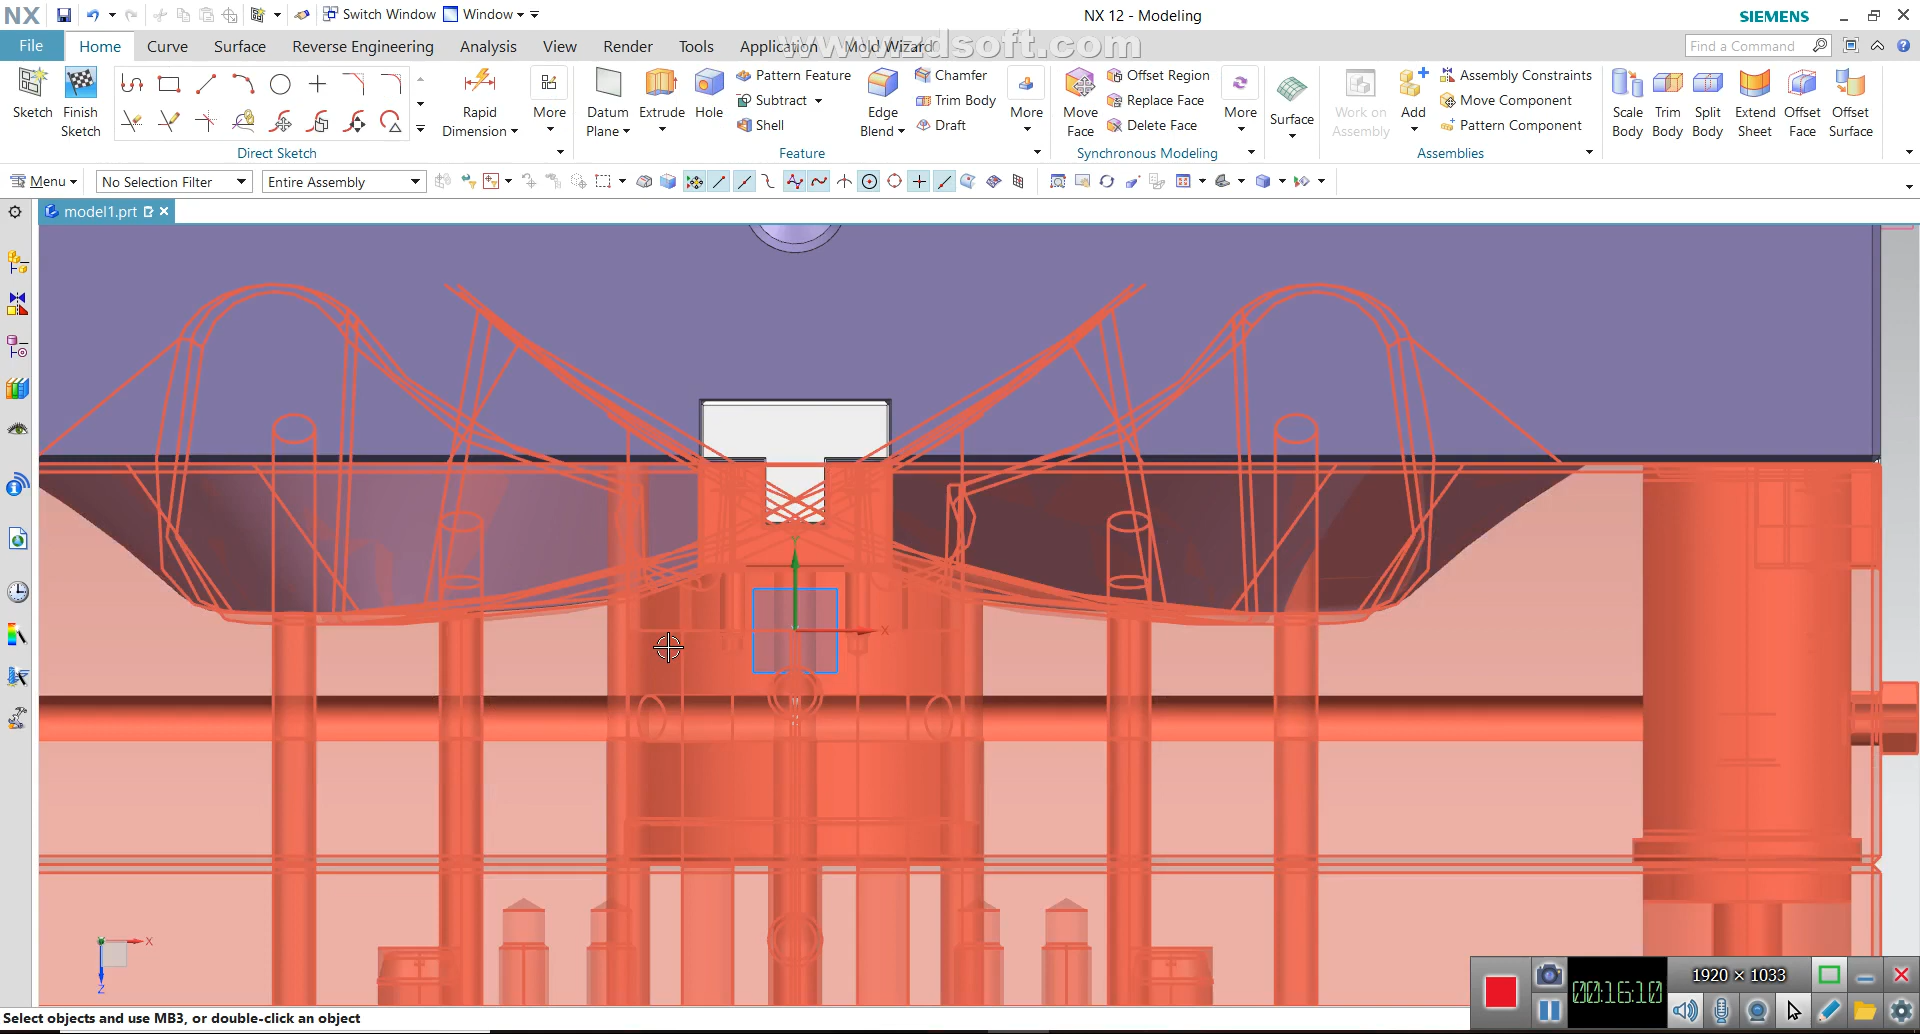 NX
Switch Window
Window
NX 12 - Modeling
SIEMENS
File
Home
Curve
Surface
Reverse Engineering
Analysis
View
Render
Tools
Application
Mold Wizard
www.zdsoft.com
Find a Command
Sketch
Finish Sketch
Rapid Dimension
More
Direct Sketch
Datum Plane
Extrude
Hole
Pattern Feature
Subtract
Shell
Edge Blend
Chamfer
Trim Body
Draft
More
Feature
Move Face
Offset Region
Replace Face
Delete Face
More
Synchronous Modeling
Surface
Work on Assembly
Add
Assembly Constraints
Move Component
Pattern Component
Assemblies
Scale Body
Trim Body
Split Body
Extend Sheet
Offset Face
Offset Surface
Menu
No Selection Filter
Entire Assembly
model1.prt
Y
X
X
Z
00:16:10
1920 × 1033
Select objects and use MB3, or double-click an object